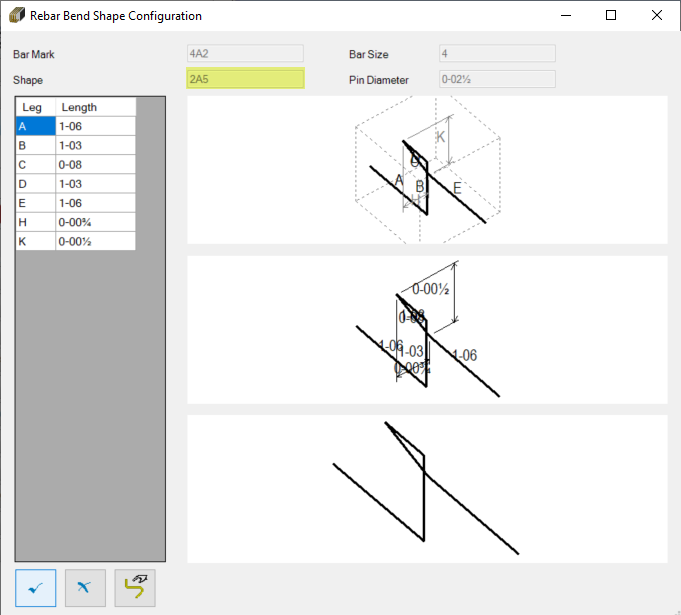 Rebar Bend Shape Configuration
Bar Mark 4A2 Bar Size 4
Shape 2A5 Pin Diameter 0-02½
Leg Length
A 1-06
B 1-03
C 0-08
D 1-03
E 1-06
H 0-00¾
K 0-00½
K
A B E
H
0-00½
1-06 1-03 1-06
0-00¾